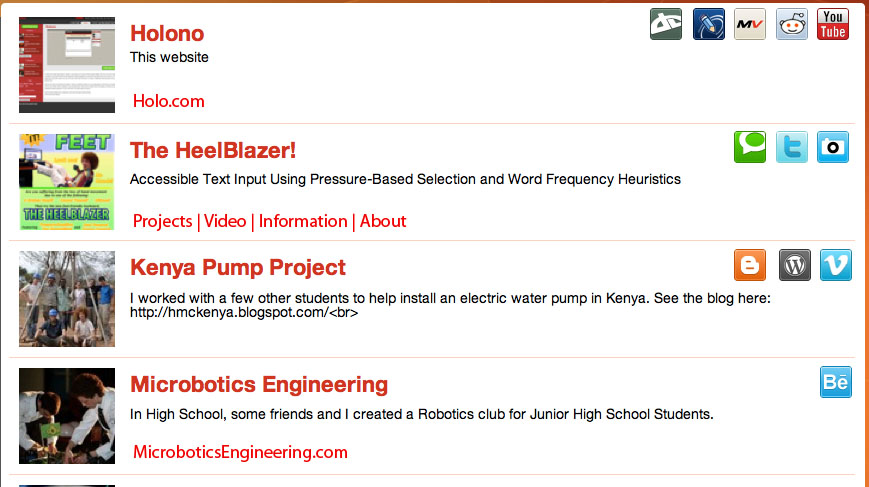 Holono
This website
Holo.com
MV
You
Tube
FEET
The HeelBlazer!
Accessible Text Input Using Pressure-Based Selection and Word Frequency Heuristics
THE HEELBLAZER
Projects | Video | Information | About
Kenya Pump Project
I worked with a few other students to help install an electric water pump in Kenya. See the blog here:
http://hmckenya.blogspot.com/<br>
Microbotics Engineering
Bē
In High School, some friends and I created a Robotics club for Junior High School Students.
MicroboticsEngineering.com